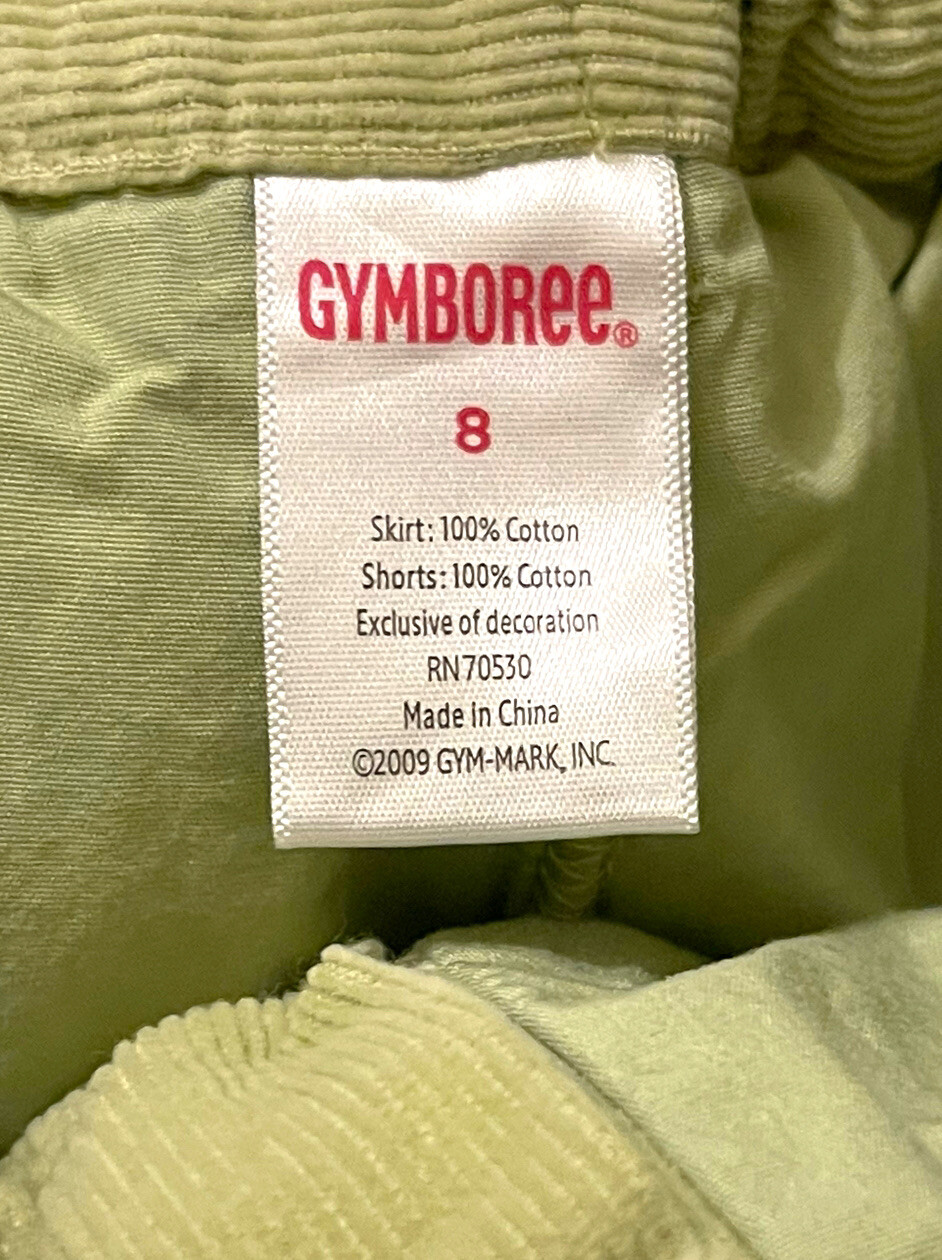 GYMBOREE®
8
Skirt: 100% Cotton
Shorts: 100% Cotton
Exclusive of decoration
RN70530
Made in China
©2009 GYM-MARK, INC.